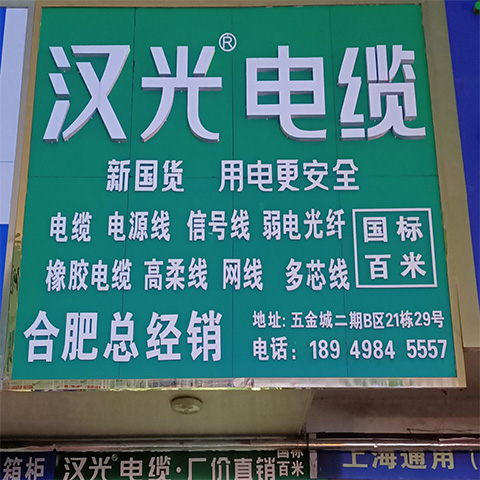 汉光®电缆
新国货 用电更安全
电缆 电源线 信号线 弱电光纤
橡胶电缆 高柔线 网线 多芯线
国标
百米
合肥总经销
地址: 五金城二期B区21栋29号
电话: 189 4984 5557
箱柜
汉光®电缆·厂价直销 国标百米
上海通用(